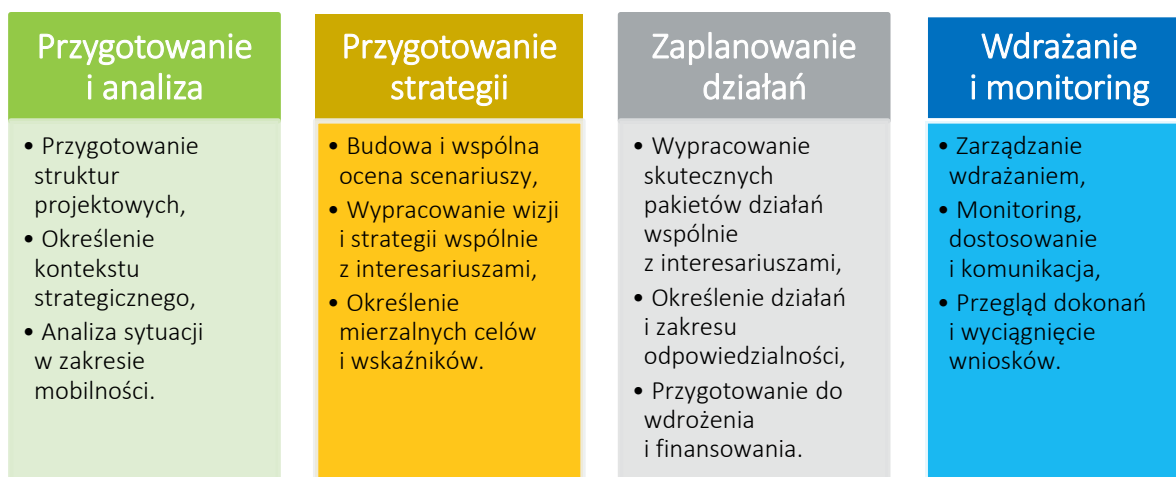 Przygotowanie
i analiza
• Przygotowanie
struktur
projektowych,
• Określenie
kontekstu
strategicznego,
• Analiza sytuacji
w zakresie
mobilności.
Przygotowanie
strategii
• Budowa i wspólna
ocena scenariuszy,
• Wypracowanie wizji
i strategii wspólnie
z interesariuszami,
• Określenie
mierzalnych celów
i wskaźników.
Zaplanowanie
działań
• Wypracowanie
skutecznych
pakietów działań
wspólnie
z interesariuszami,
• Określenie działań
i zakresu
odpowiedzialności,
• Przygotowanie do
wdrożenia
i finansowania.
Wdrażanie
i monitoring
• Zarządzanie
wdrażaniem,
• Monitoring,
dostosowanie
i komunikacja,
• Przegląd dokonań
i wyciągnięcie
wniosków.